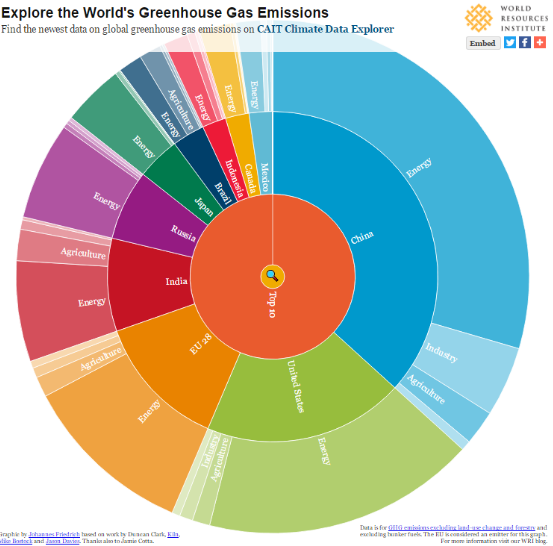 Explore the World's Greenhouse Gas Emissions
Find the newest data on global greenhouse gas emissions on CAIT Climate Data Explorer
WORLD
RESOURCES
INSTITUTE
Embed
Energy
Agriculture
Energy
Energy
Energy
Energy
Energy
Mexico
Canada
Indonesia
Brazil
Japan
Energy
Russia
China
Agriculture
India
Top 10
Energy
EU 28
Industry
Agriculture
Agriculture
United States
Energy
Industry
Agriculture
Energy
Graphic by Johannes Friedrich based on work by Duncan Clark, Kiln,
Mike Bostock and Jason Davies. Thanks also to Jamie Cotta.
Data is for GHG emissions excluding land-use change and forestry and
excluding bunker fuels. The EU is considered an emitter for this graph.
For more information visit our WRI blog.